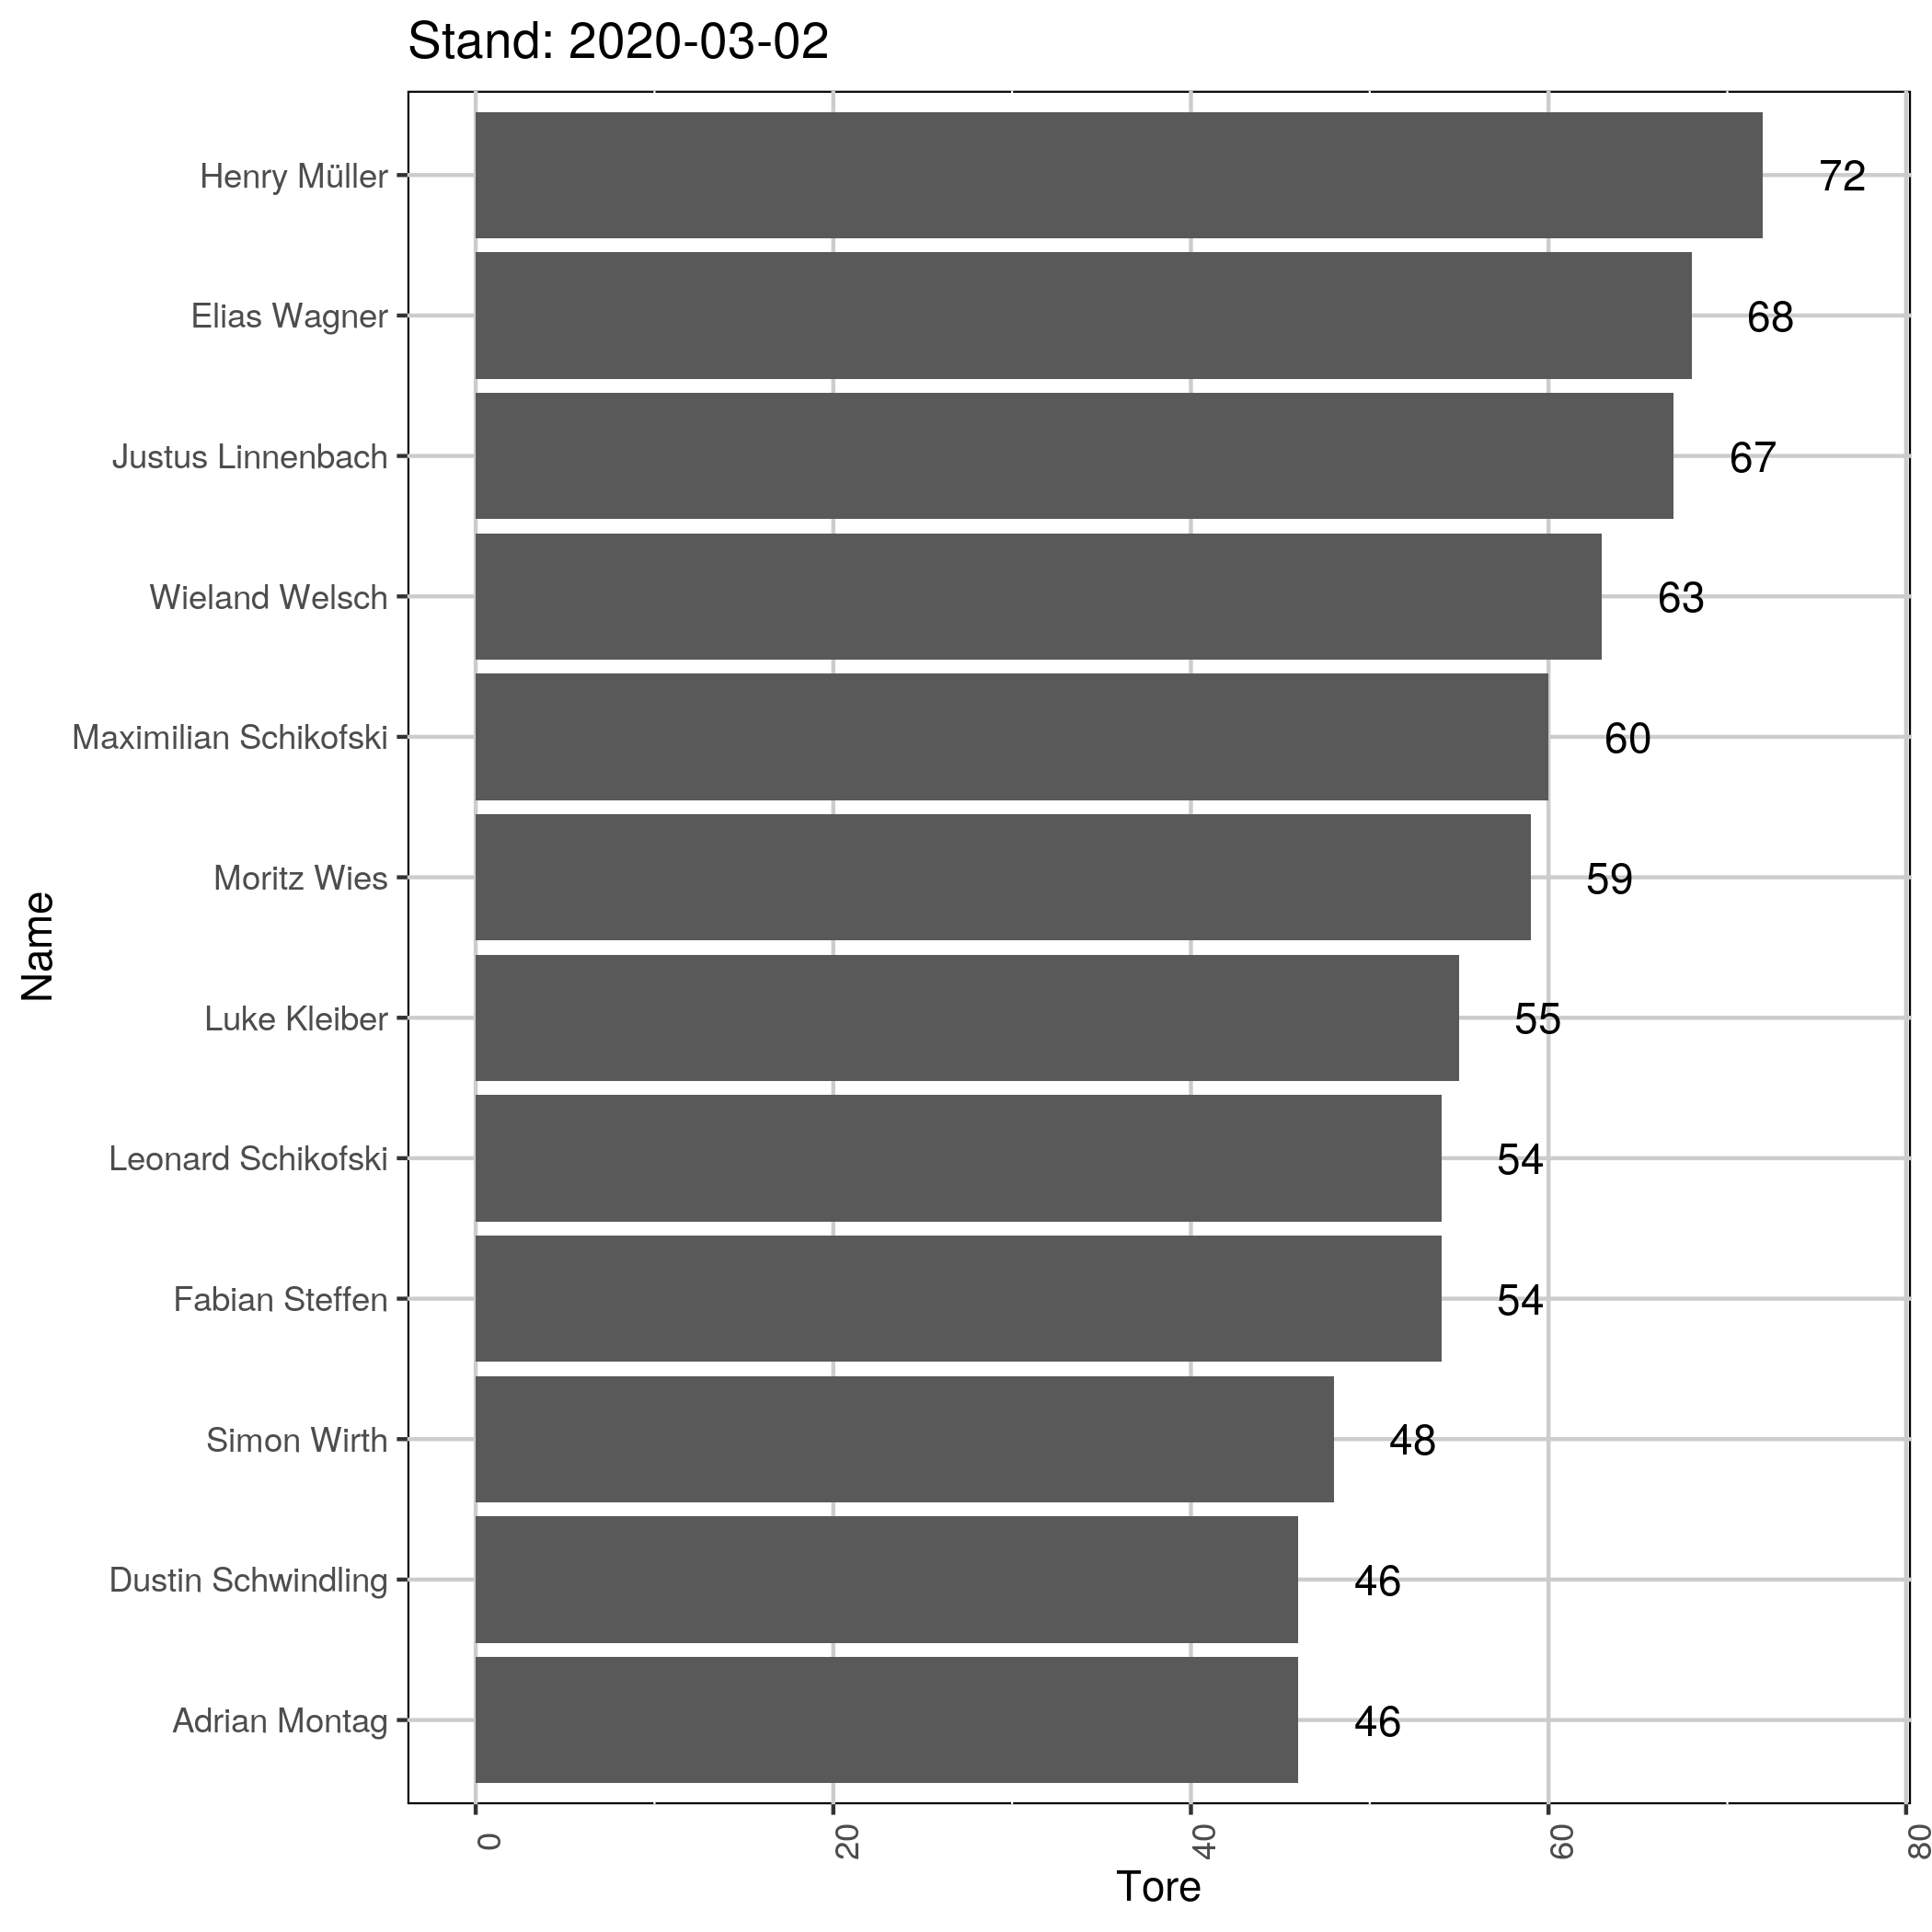 Stand: 2020-03-02
Henry Müller 72
Elias Wagner 68
Justus Linnenbach 67
Wieland Welsch 63
Maximilian Schikofski 60
Moritz Wies 59
Luke Kleiber 55
Leonard Schikofski 54
Fabian Steffen 54
Simon Wirth 48
Dustin Schwindling 46
Adrian Montag 46
Name
0 20 40 60 80
Tore